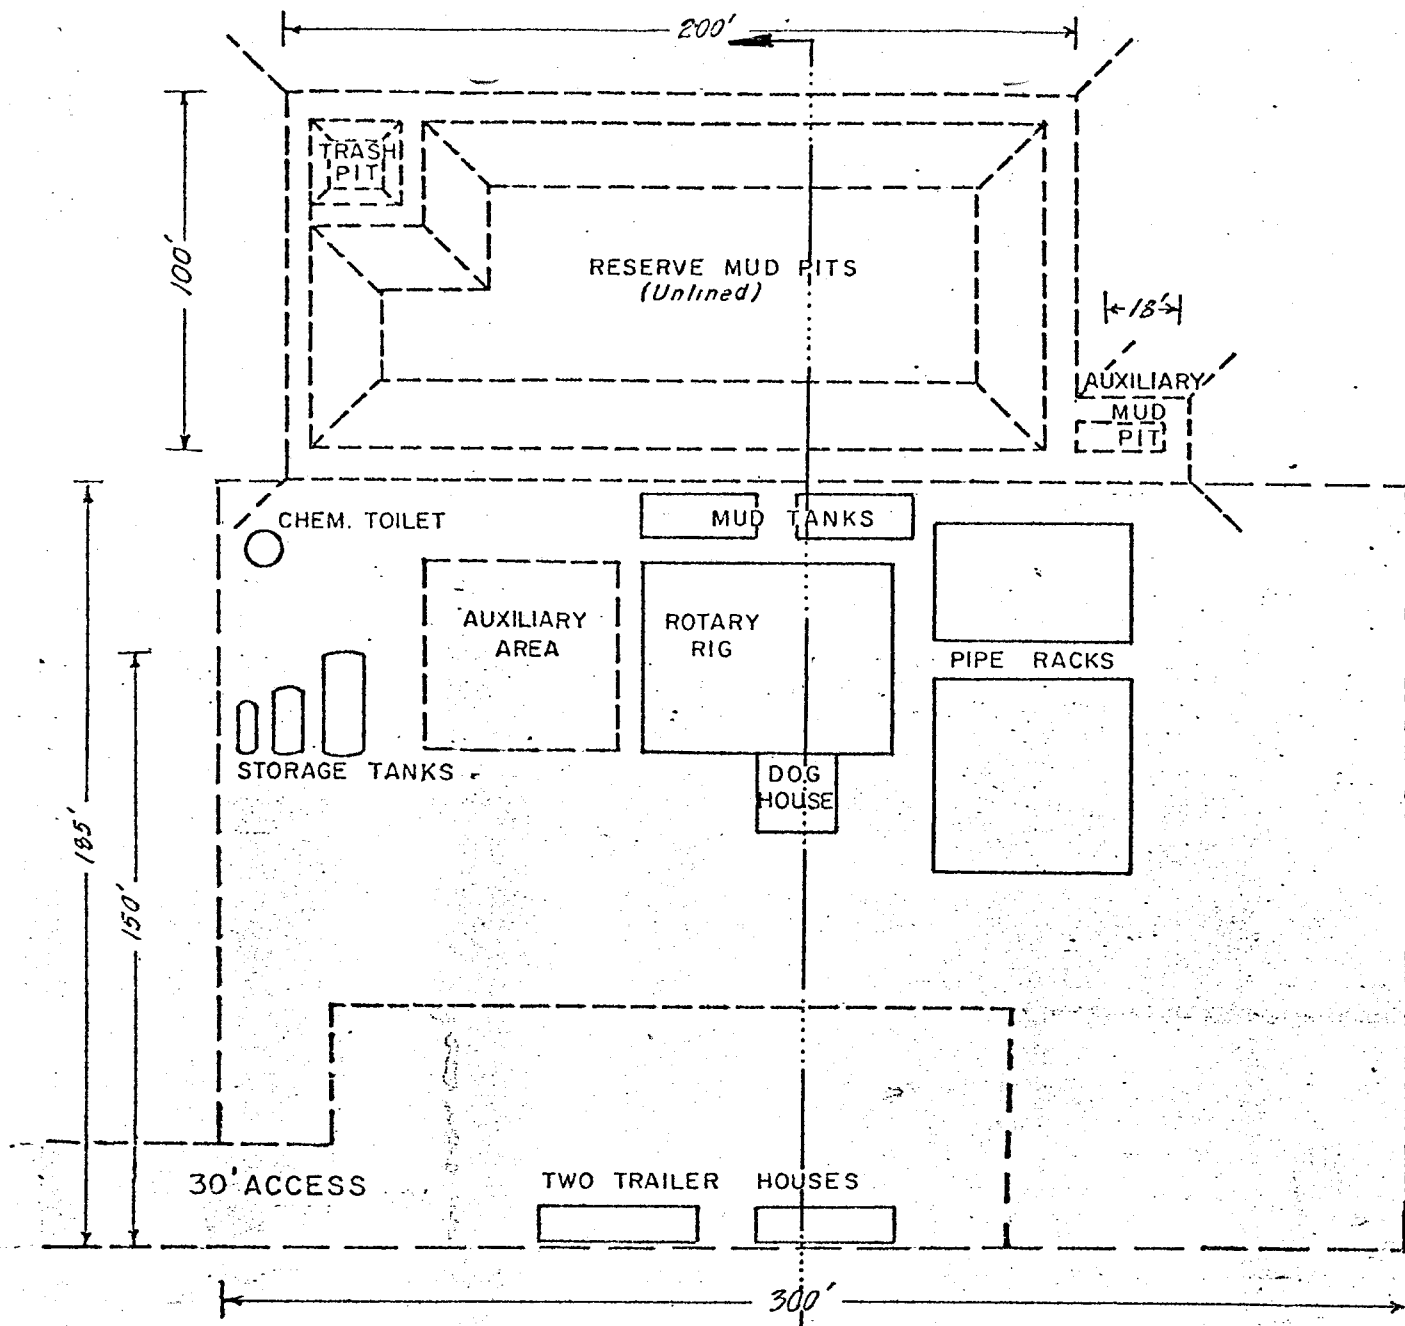 200'
TRASH
PIT
100'
RESERVE MUD PITS
(Unlined)
18'
AUXILIARY
MUD
PIT
CHEM. TOILET
MUD TANKS
AUXILIARY
AREA
ROTARY
RIG
PIPE RACKS
STORAGE TANKS
DOG
HOUSE
185'
150'
30' ACCESS
TWO TRAILER HOUSES
300'